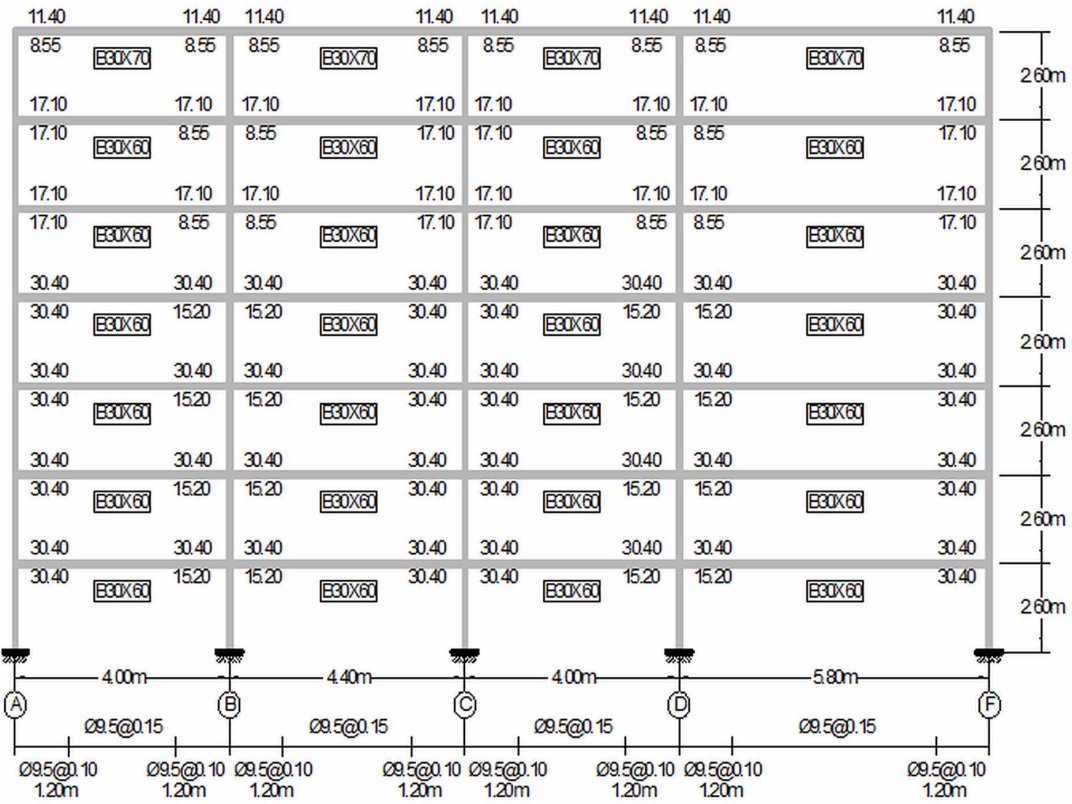 11.40 11.40 11.40 11.40 11.40 11.40 11.40 11.40
8.55 B30X70 8.55 8.55 B30X70 8.55 8.55 B30X70 8.55 8.55 B30X70 8.55
2.60m
17.10 17.10 17.10 17.10 17.10 17.10 17.10 17.10
17.10 B30X60 8.55 8.55 B30X60 17.10 17.10 B30X60 8.55 8.55 B30X60 17.10
2.60m
17.10 17.10 17.10 17.10 17.10 17.10 17.10 17.10
17.10 B30X60 8.55 8.55 B30X60 17.10 17.10 B30X60 8.55 8.55 B30X60 17.10
2.60m
30.40 30.40 30.40 30.40 30.40 30.40 30.40 30.40
30.40 B30X60 15.20 15.20 B30X60 30.40 30.40 B30X60 15.20 15.20 B30X60 30.40
2.60m
30.40 30.40 30.40 30.40 30.40 30.40 30.40 30.40
30.40 B30X60 15.20 15.20 B30X60 30.40 30.40 B30X60 15.20 15.20 B30X60 30.40
2.60m
30.40 30.40 30.40 30.40 30.40 30.40 30.40 30.40
30.40 B30X60 15.20 15.20 B30X60 30.40 30.40 B30X60 15.20 15.20 B30X60 30.40
2.60m
30.40 30.40 30.40 30.40 30.40 30.40 30.40 30.40
30.40 B30X60 15.20 15.20 B30X60 30.40 30.40 B30X60 15.20 15.20 B30X60 30.40
2.60m
4.00m 4.40m 4.00m 5.80m
A B C D F
Ø9.5@0.15 Ø9.5@0.15 Ø9.5@0.15 Ø9.5@0.15
Ø9.5@0.10 Ø9.5@0.10 Ø9.5@0.10 Ø9.5@0.10 Ø9.5@0.10 Ø9.5@0.10 Ø9.5@0.10 Ø9.5@0.10
1.20m 1.20m 1.20m 1.20m 1.20m 1.20m 1.20m 1.20m